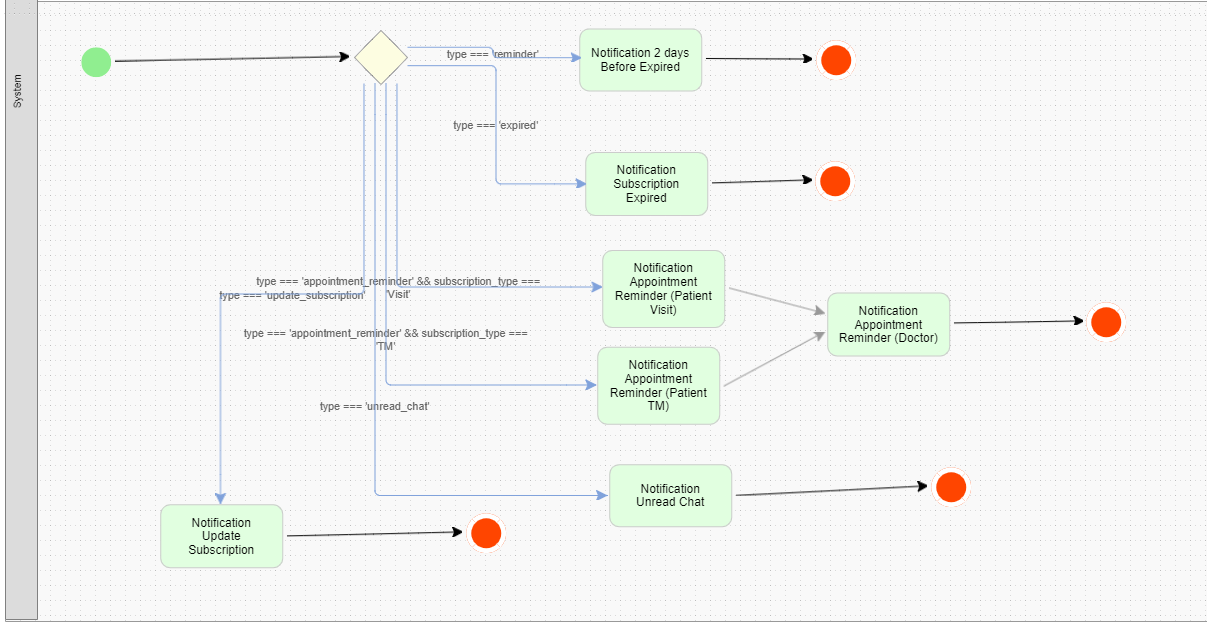 System
type === 'reminder'
Notification 2 days
Before Expired
type === 'expired'
Notification
Subscription
Expired
type === 'appointment_reminder' && subscription_type ===
'Visit'
type === 'update_subscription'
Notification
Appointment
Reminder (Patient
Visit)
Notification
Appointment
Reminder (Doctor)
type === 'appointment_reminder' && subscription_type ===
'TM'
Notification
Appointment
Reminder (Patient
TM)
type === 'unread_chat'
Notification
Unread Chat
Notification
Update
Subscription